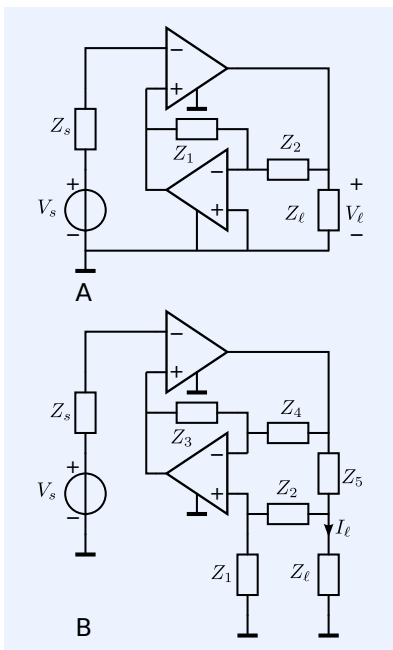 −
+
Z_s
Z_1
Z_2
−
+
+
V_s
−
Z_ℓ
+
V_ℓ
−
A
−
+
Z_s
Z_3
Z_4
−
+
+
V_s
−
Z_5
Z_2
I_ℓ
Z_1
Z_ℓ
B